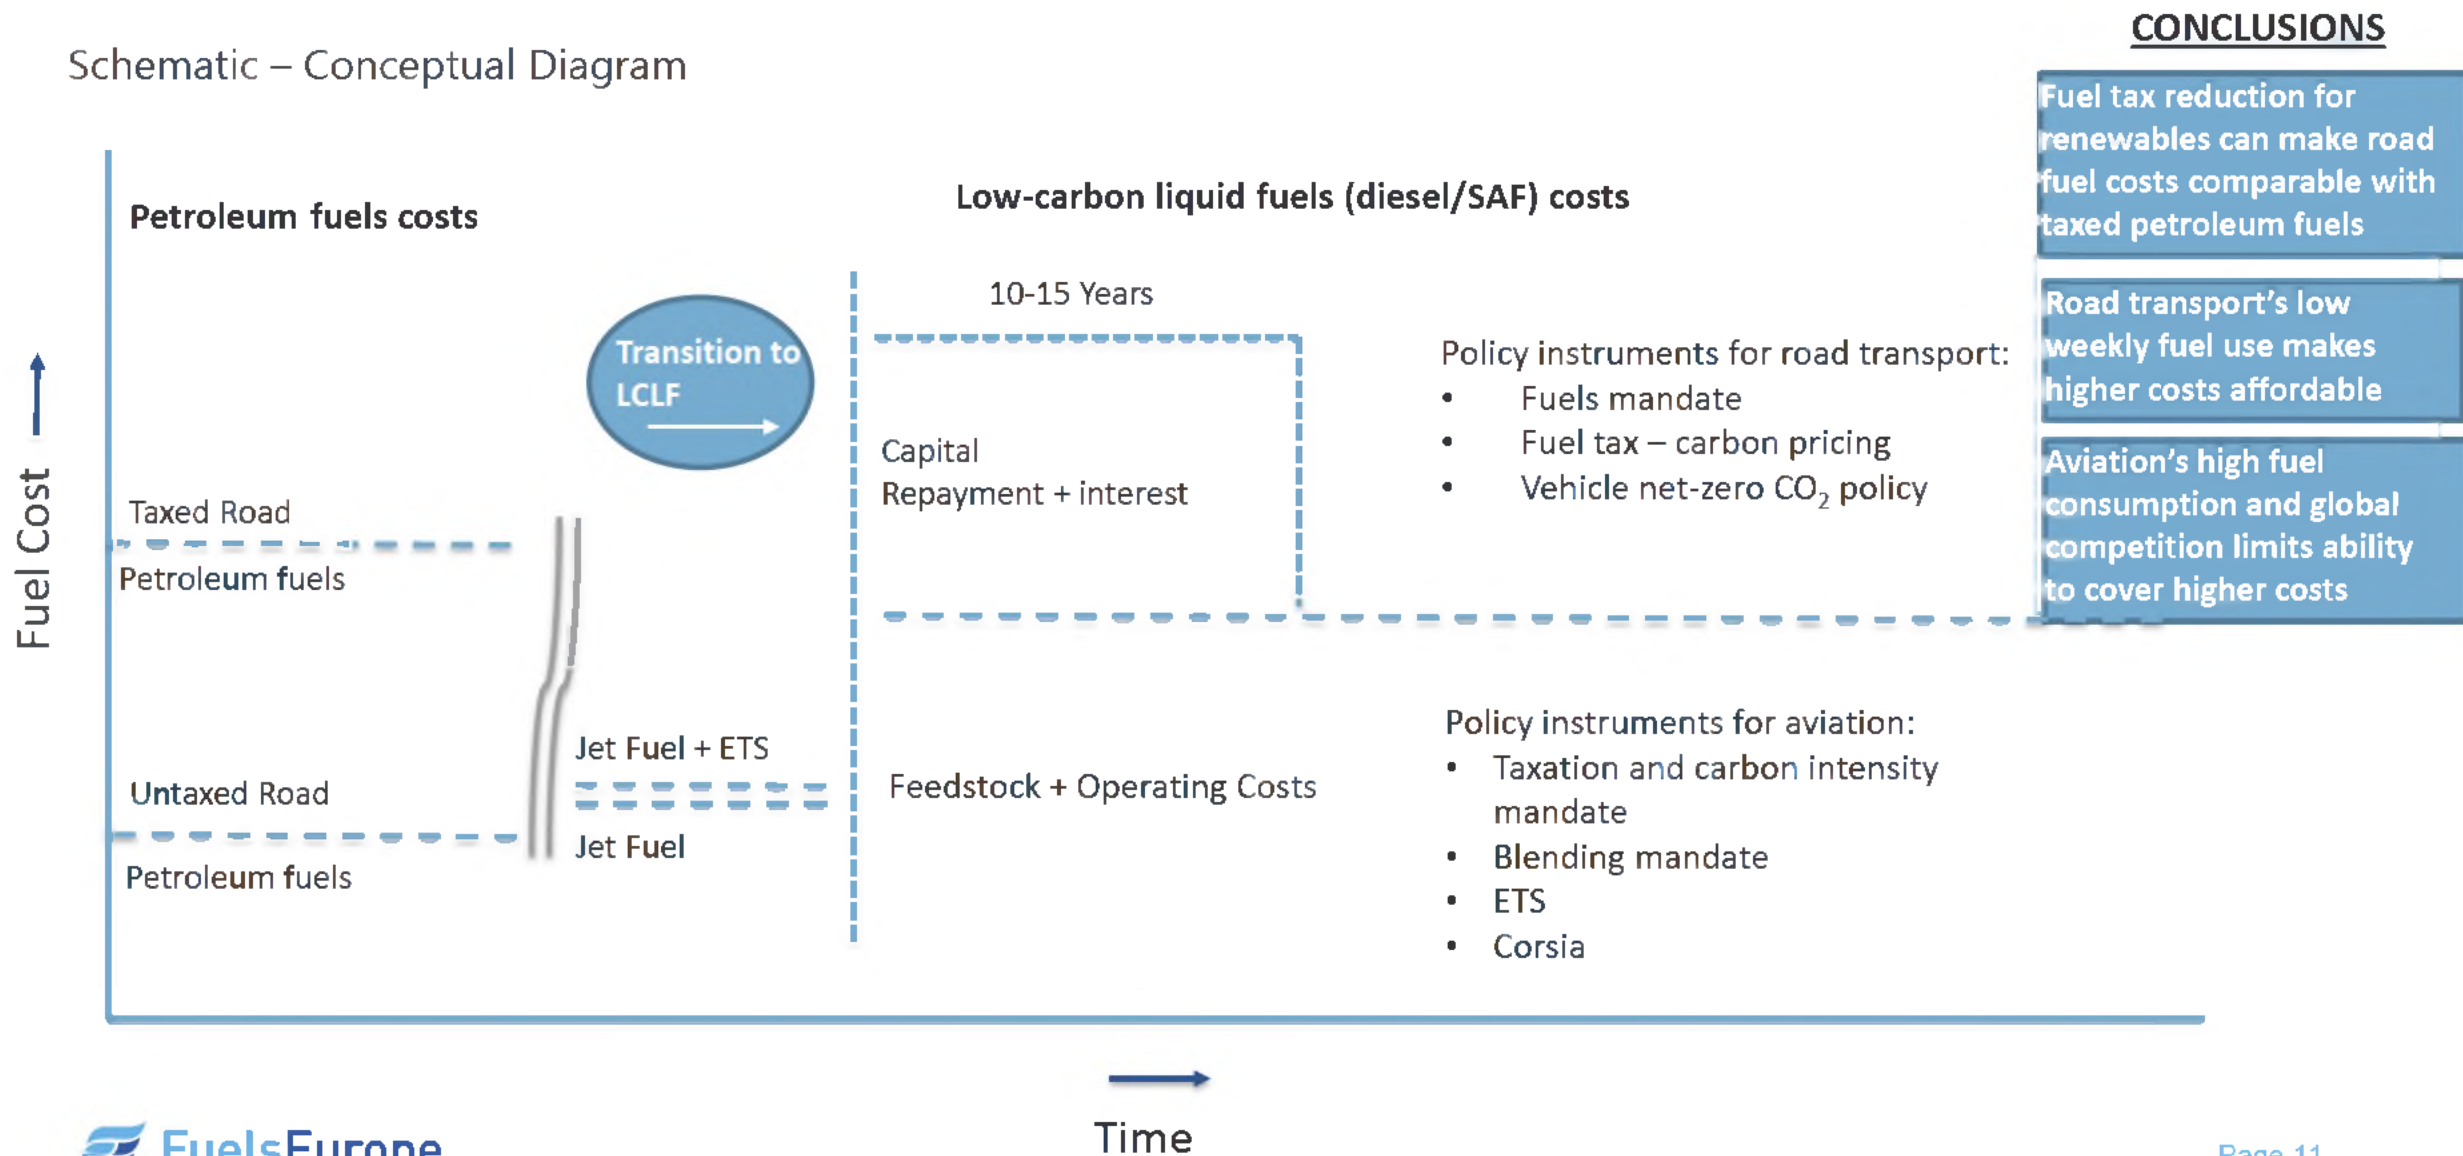 CONCLUSIONS
Schematic – Conceptual Diagram
Fuel tax reduction for
renewables can make road
fuel costs comparable with
taxed petroleum fuels
Road transport's low
weekly fuel use makes
higher costs affordable
Aviation's high fuel
consumption and global
competition limits ability
to cover higher costs
Petroleum fuels costs
Low-carbon liquid fuels (diesel/SAF) costs
Transition to
LCLF
10-15 Years
Capital
Repayment + interest
Policy instruments for road transport:
• Fuels mandate
• Fuel tax – carbon pricing
• Vehicle net-zero CO₂ policy
Fuel Cost
Taxed Road
Petroleum fuels
Untaxed Road
Petroleum fuels
Jet Fuel + ETS
Jet Fuel
Feedstock + Operating Costs
Policy instruments for aviation:
• Taxation and carbon intensity
mandate
• Blending mandate
• ETS
• Corsia
Time
FuelsEurope
Page 11